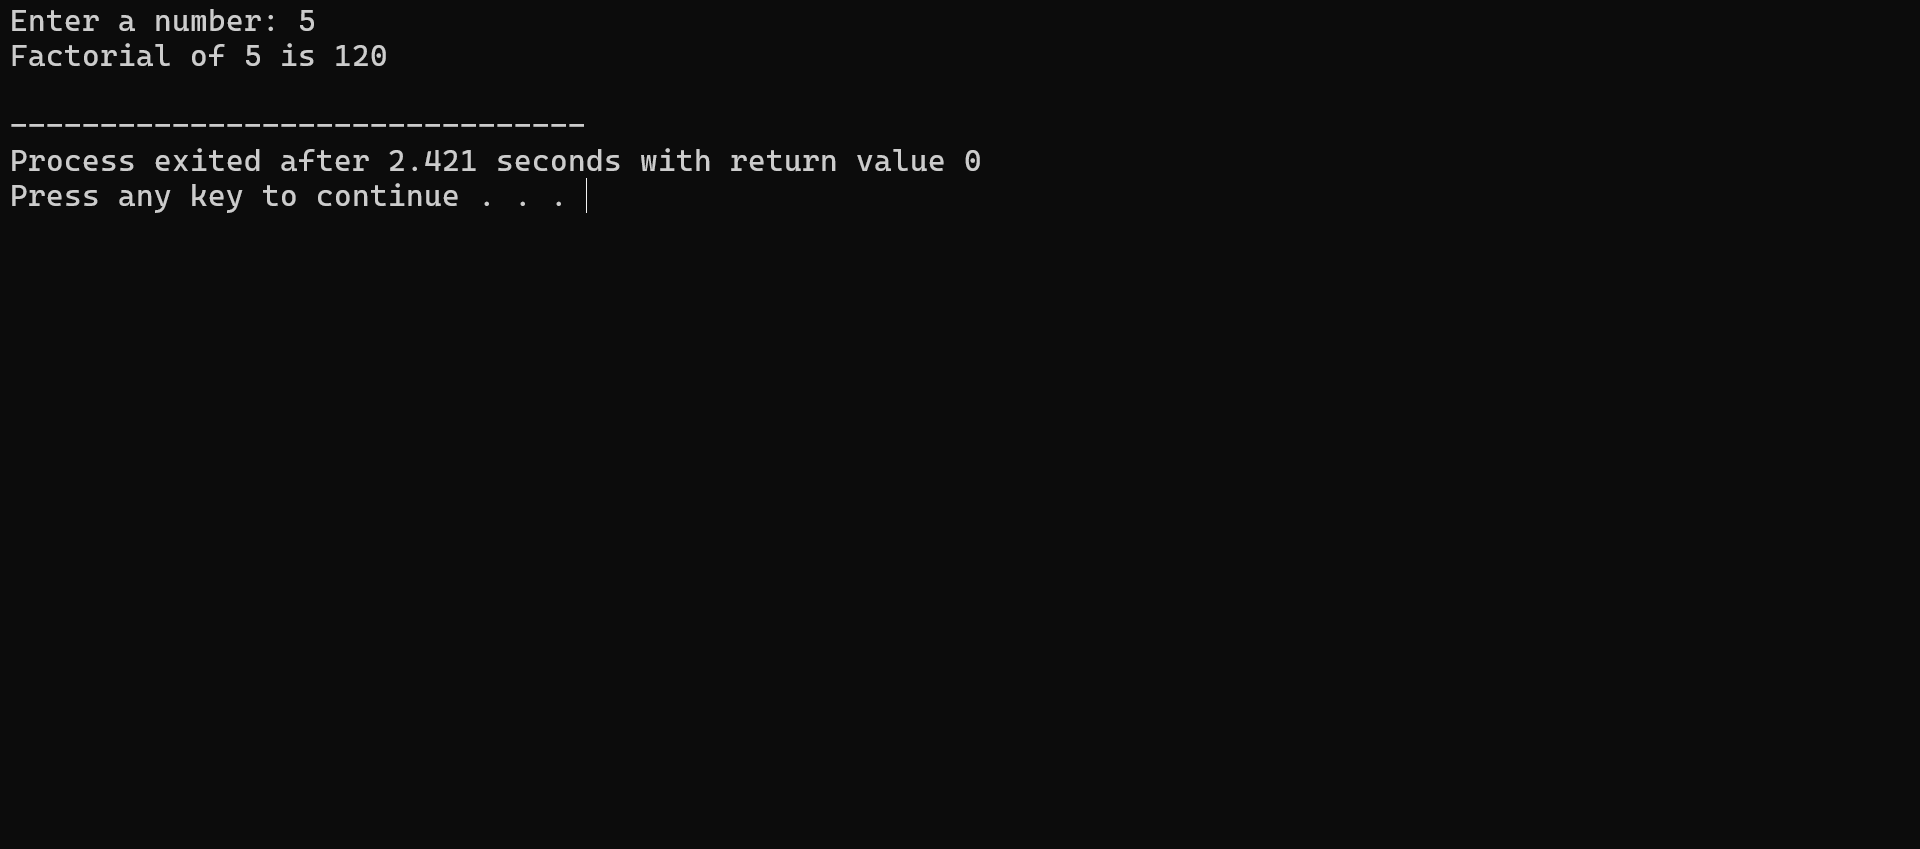 Enter a number: 5
Factorial of 5 is 120
--------------------------------
Process exited after 2.421 seconds with return value 0
Press any key to continue . . .